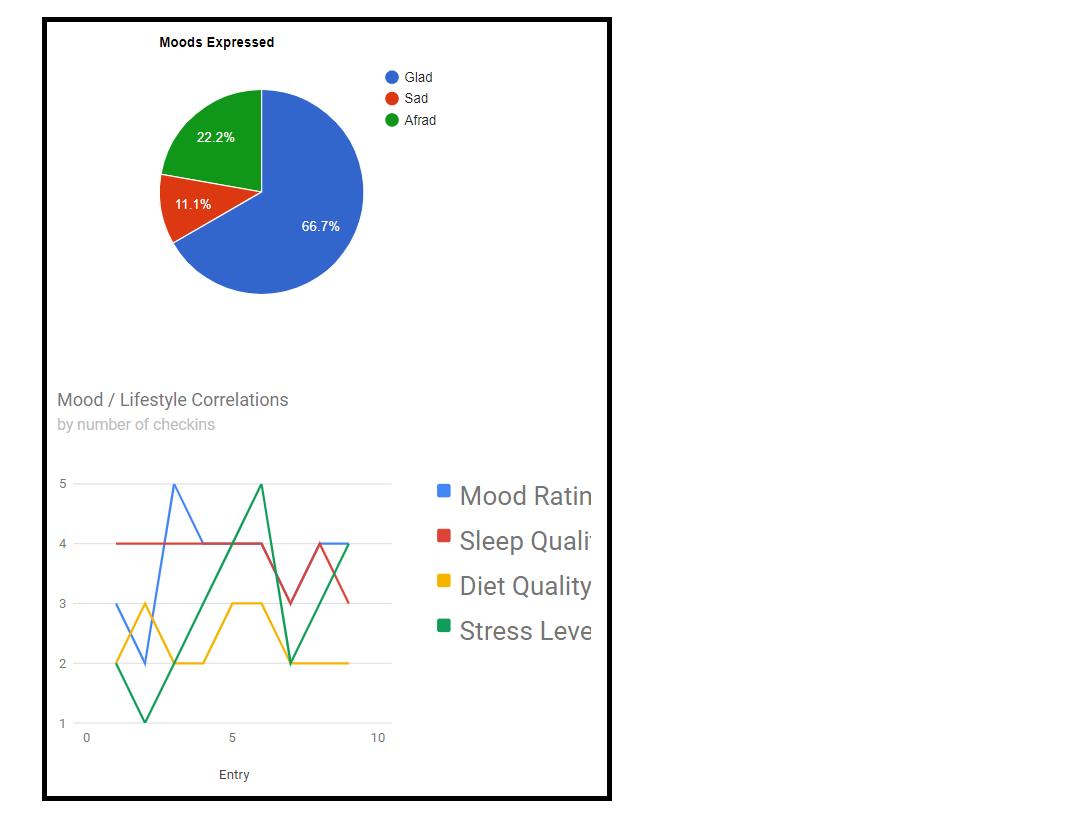 Moods Expressed
Glad
Sad
Afrad
22.2%
11.1%
66.7%
Mood / Lifestyle Correlations
by number of checkins
5
4
3
2
1
0
5
10
Entry
Mood Ratin
Sleep Quali
Diet Quality
Stress Leve